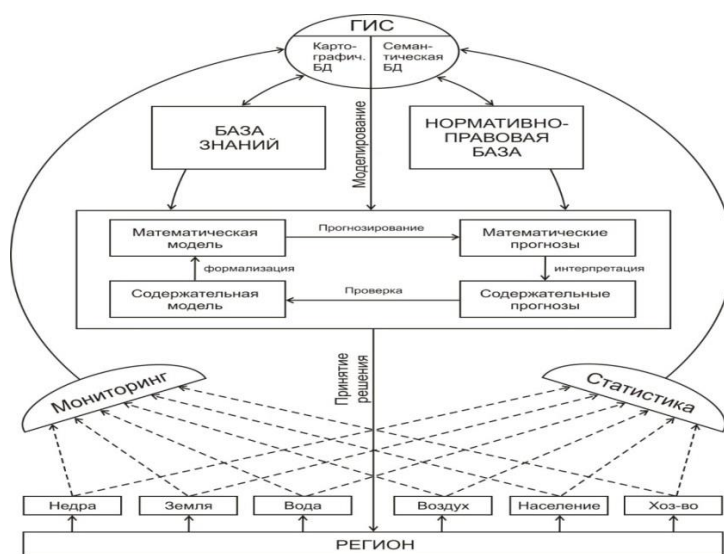 ГИС
Карто-
графич.
БД
Семан-
тическая
БД
БАЗА
ЗНАНИЙ
Моделирование
НОРМАТИВНО-
ПРАВОВАЯ
БАЗА
Математическая
модель
Прогнозирование
Математические
прогнозы
формализация
интерпретация
Содержательная
модель
Проверка
Содержательные
прогнозы
Мониторинг
Принятие
решения
Статистика
Недра
Земля
Вода
Воздух
Население
Хоз-во
РЕГИОН